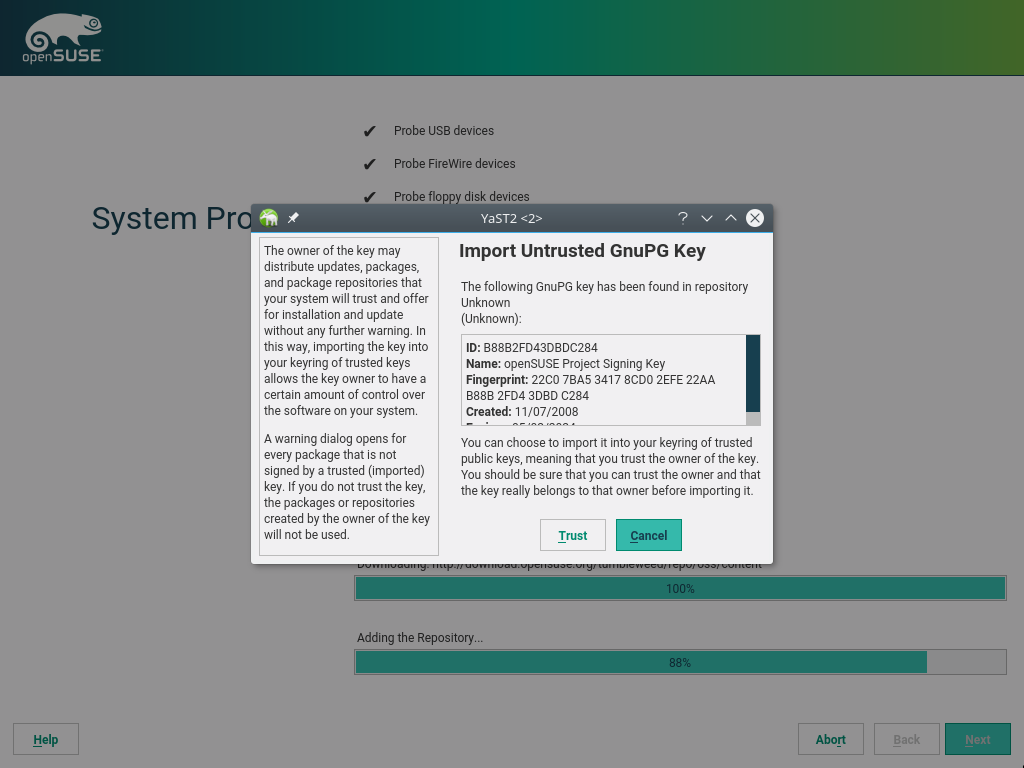 openSUSE
Probe USB devices
Probe FireWire devices
Probe floppy disk devices
System Pro
YaST2 <2>
The owner of the key may
distribute updates, packages,
and package repositories that
your system will trust and offer
for installation and update
without any further warning. In
this way, importing the key into
your keyring of trusted keys
allows the key owner to have a
certain amount of control over
the software on your system.
A warning dialog opens for
every package that is not
signed by a trusted (imported)
key. If you do not trust the key,
the packages or repositories
created by the owner of the key
will not be used.
Import Untrusted GnuPG Key
The following GnuPG key has been found in repository
Unknown
(Unknown):
ID: B88B2FD43DBDC284
Name: openSUSE Project Signing Key
Fingerprint: 22C0 7BA5 3417 8CD0 2EFE 22AA
B88B 2FD4 3DBD C284
Created: 11/07/2008
You can choose to import it into your keyring of trusted
public keys, meaning that you trust the owner of the key.
You should be sure that you can trust the owner and that
the key really belongs to that owner before importing it.
Trust
Cancel
Downloading: http://download.opensuse.org/tumbleweed/repo/oss/content
100%
Adding the Repository...
88%
Help
Abort
Back
Next